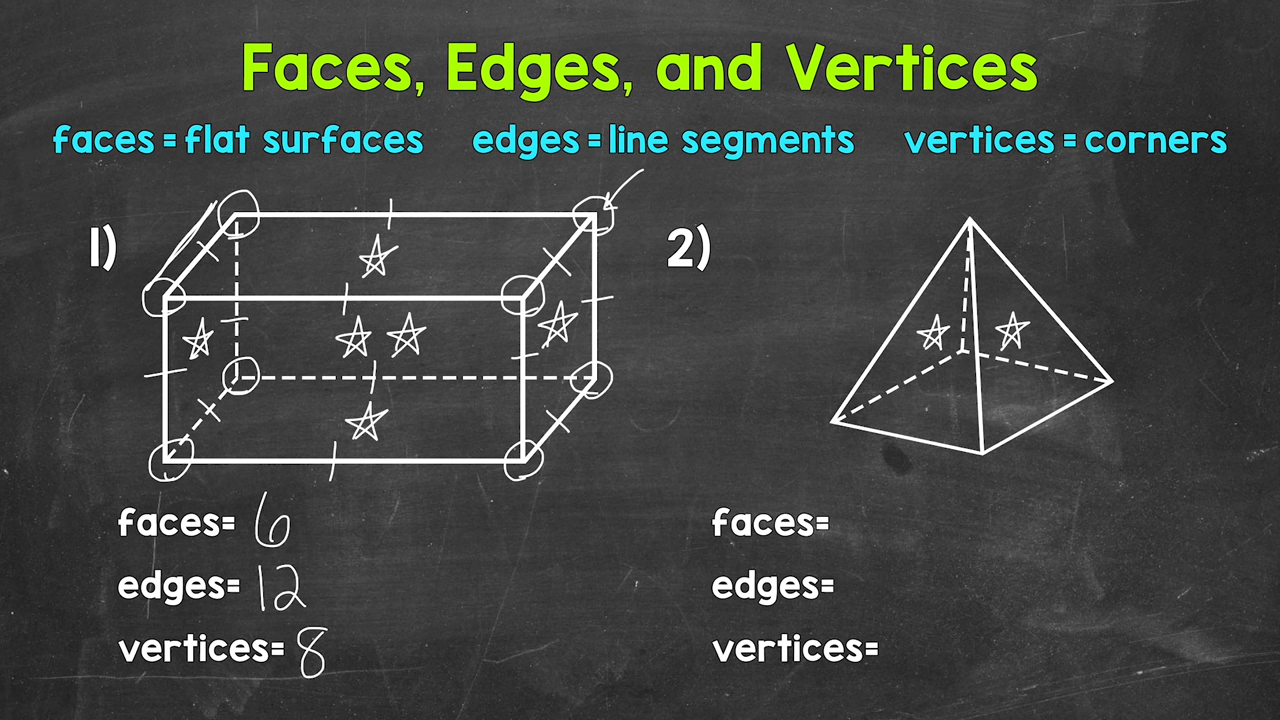 Faces, Edges, and Vertices
faces = flat surfaces edges = line segments vertices = corners
1)
faces= 6
edges= 12
vertices= 8
2)
faces=
edges=
vertices=